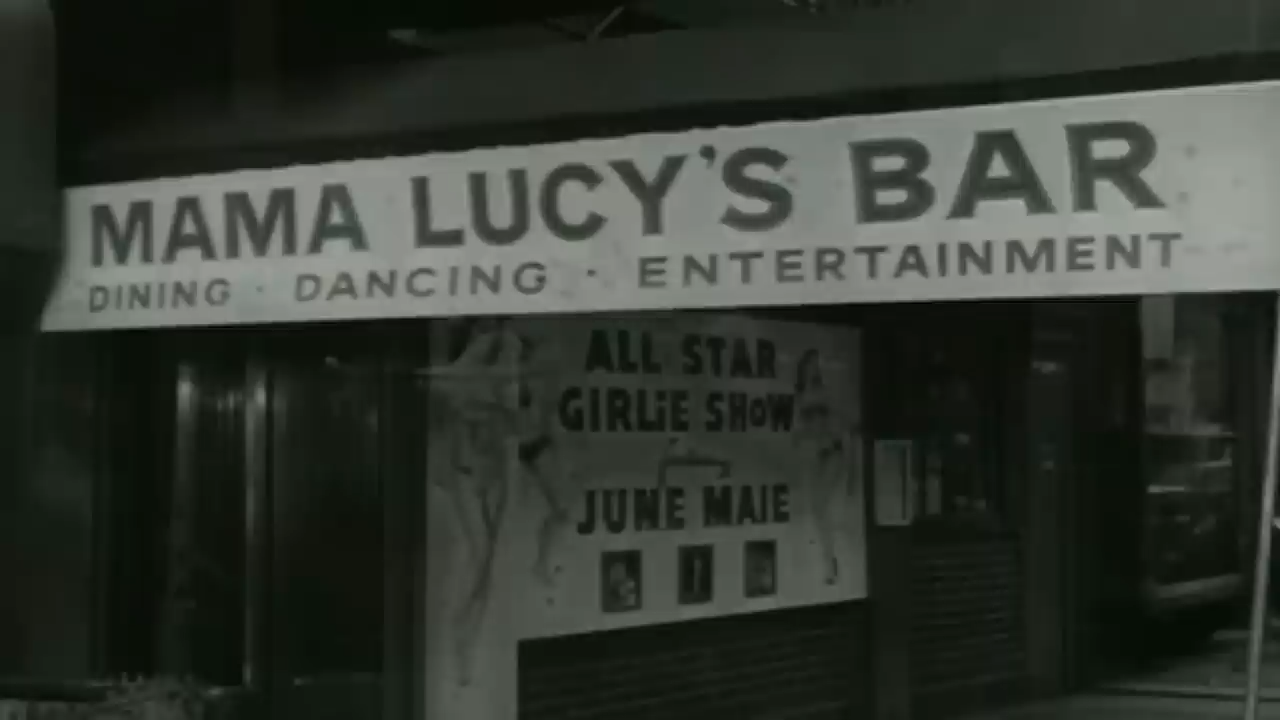 MAMA LUCY'S BAR
DINING · DANCING · ENTERTAINMENT
ALL STAR
GIRLiE SHoW
JUNE MAIE